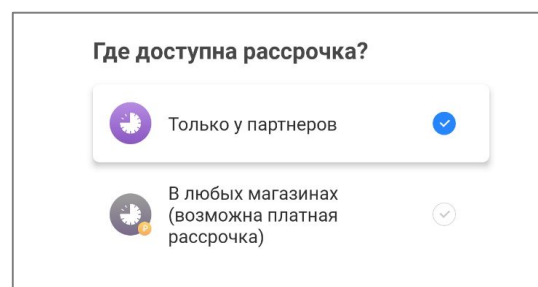 Где доступна рассрочка?
Только у партнеров
В любых магазинах
(возможна платная
рассрочка)